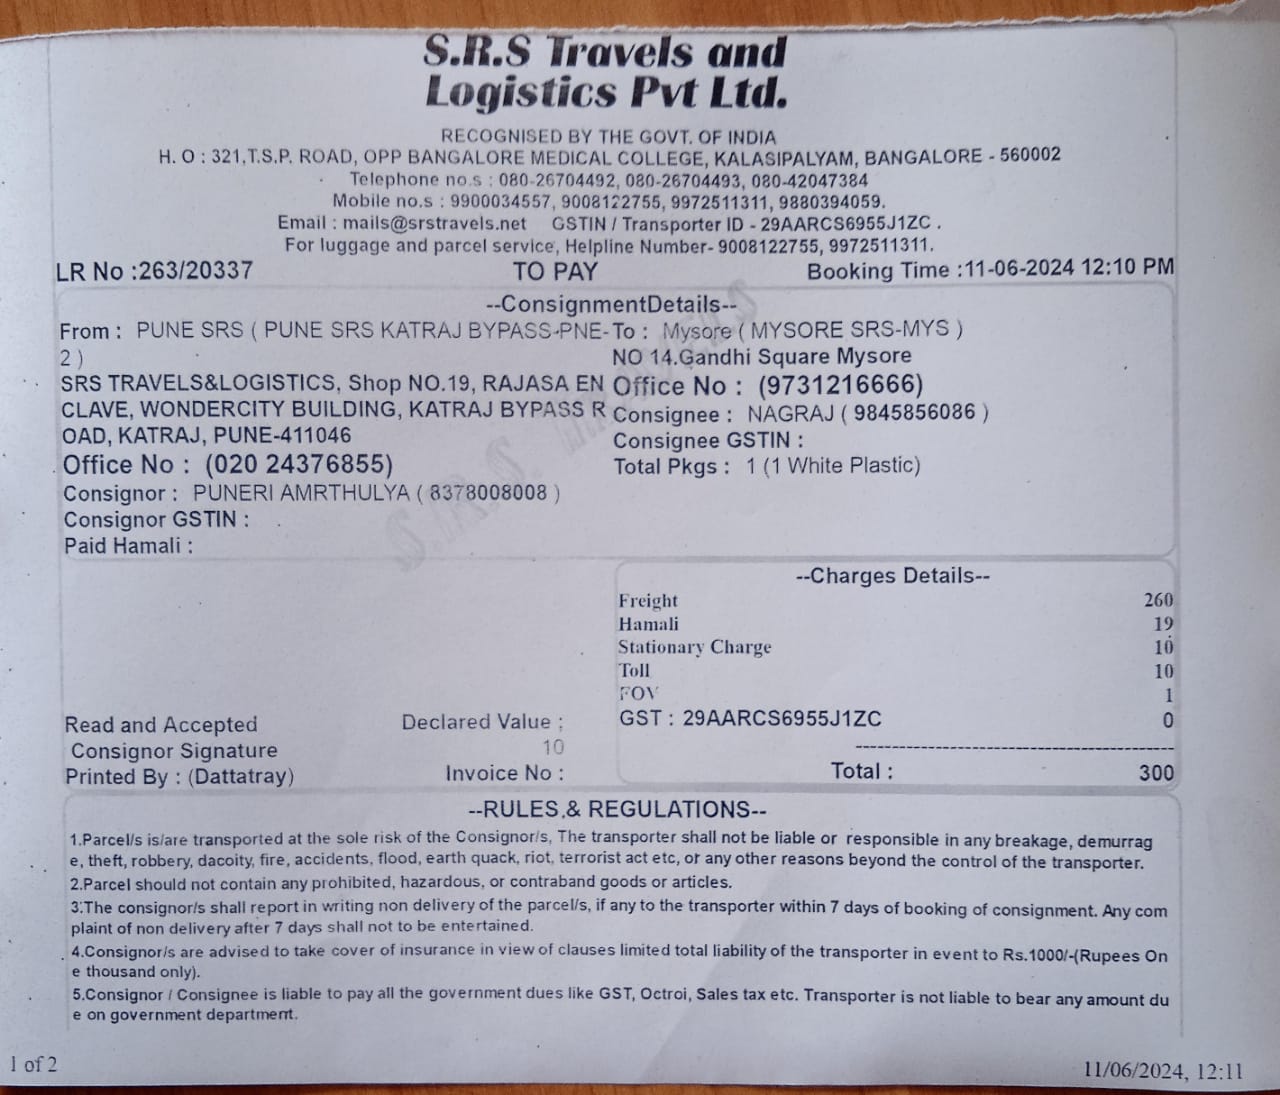 S.R.S Travels and
Logistics Pvt Ltd.
RECOGNISED BY THE GOVT. OF INDIA
H. O : 321,T.S.P. ROAD, OPP BANGALORE MEDICAL COLLEGE, KALASIPALYAM, BANGALORE - 560002
Telephone no.s : 080-26704492, 080-26704493, 080-42047384
Mobile no.s : 9900034557, 9008122755, 9972511311, 9880394059.
Email : mails@srstravels.net GSTIN / Transporter ID - 29AARCS6955J1ZC .
For luggage and parcel service, Helpline Number- 9008122755, 9972511311.
LR No :263/20337 TO PAY Booking Time :11-06-2024 12:10 PM
--ConsignmentDetails--
From : PUNE SRS ( PUNE SRS KATRAJ BYPASS-PNE-
2 )
SRS TRAVELS&LOGISTICS, Shop NO.19, RAJASA EN
CLAVE, WONDERCITY BUILDING, KATRAJ BYPASS R
OAD, KATRAJ, PUNE-411046
Office No : (020 24376855)
Consignor : PUNERI AMRTHULYA ( 8378008008 )
Consignor GSTIN :
Paid Hamali :
To : Mysore ( MYSORE SRS-MYS )
NO 14.Gandhi Square Mysore
Office No : (9731216666)
Consignee : NAGRAJ ( 9845856086 )
Consignee GSTIN :
Total Pkgs : 1 (1 White Plastic)
S.R.S. TRAVELS
--Charges Details--
Freight 260
Hamali 19
Stationary Charge 10
Toll 10
FOV 1
GST : 29AARCS6955J1ZC 0
Total : 300
Read and Accepted
Consignor Signature
Printed By : (Dattatray)
Declared Value :
10
Invoice No :
--RULES & REGULATIONS--
1.Parcel/s is/are transported at the sole risk of the Consignor/s, The transporter shall not be liable or responsible in any breakage, demurrag
e, theft, robbery, dacoity, fire, accidents, flood, earth quack, riot, terrorist act etc, or any other reasons beyond the control of the transporter.
2.Parcel should not contain any prohibited, hazardous, or contraband goods or articles.
3.The consignor/s shall report in writing non delivery of the parcel/s, if any to the transporter within 7 days of booking of consignment. Any com
plaint of non delivery after 7 days shall not to be entertained.
4.Consignor/s are advised to take cover of insurance in view of clauses limited total liability of the transporter in event to Rs.1000/-(Rupees On
e thousand only).
5.Consignor / Consignee is liable to pay all the government dues like GST, Octroi, Sales tax etc. Transporter is not liable to bear any amount du
e on government department.
1 of 2 11/06/2024, 12:11